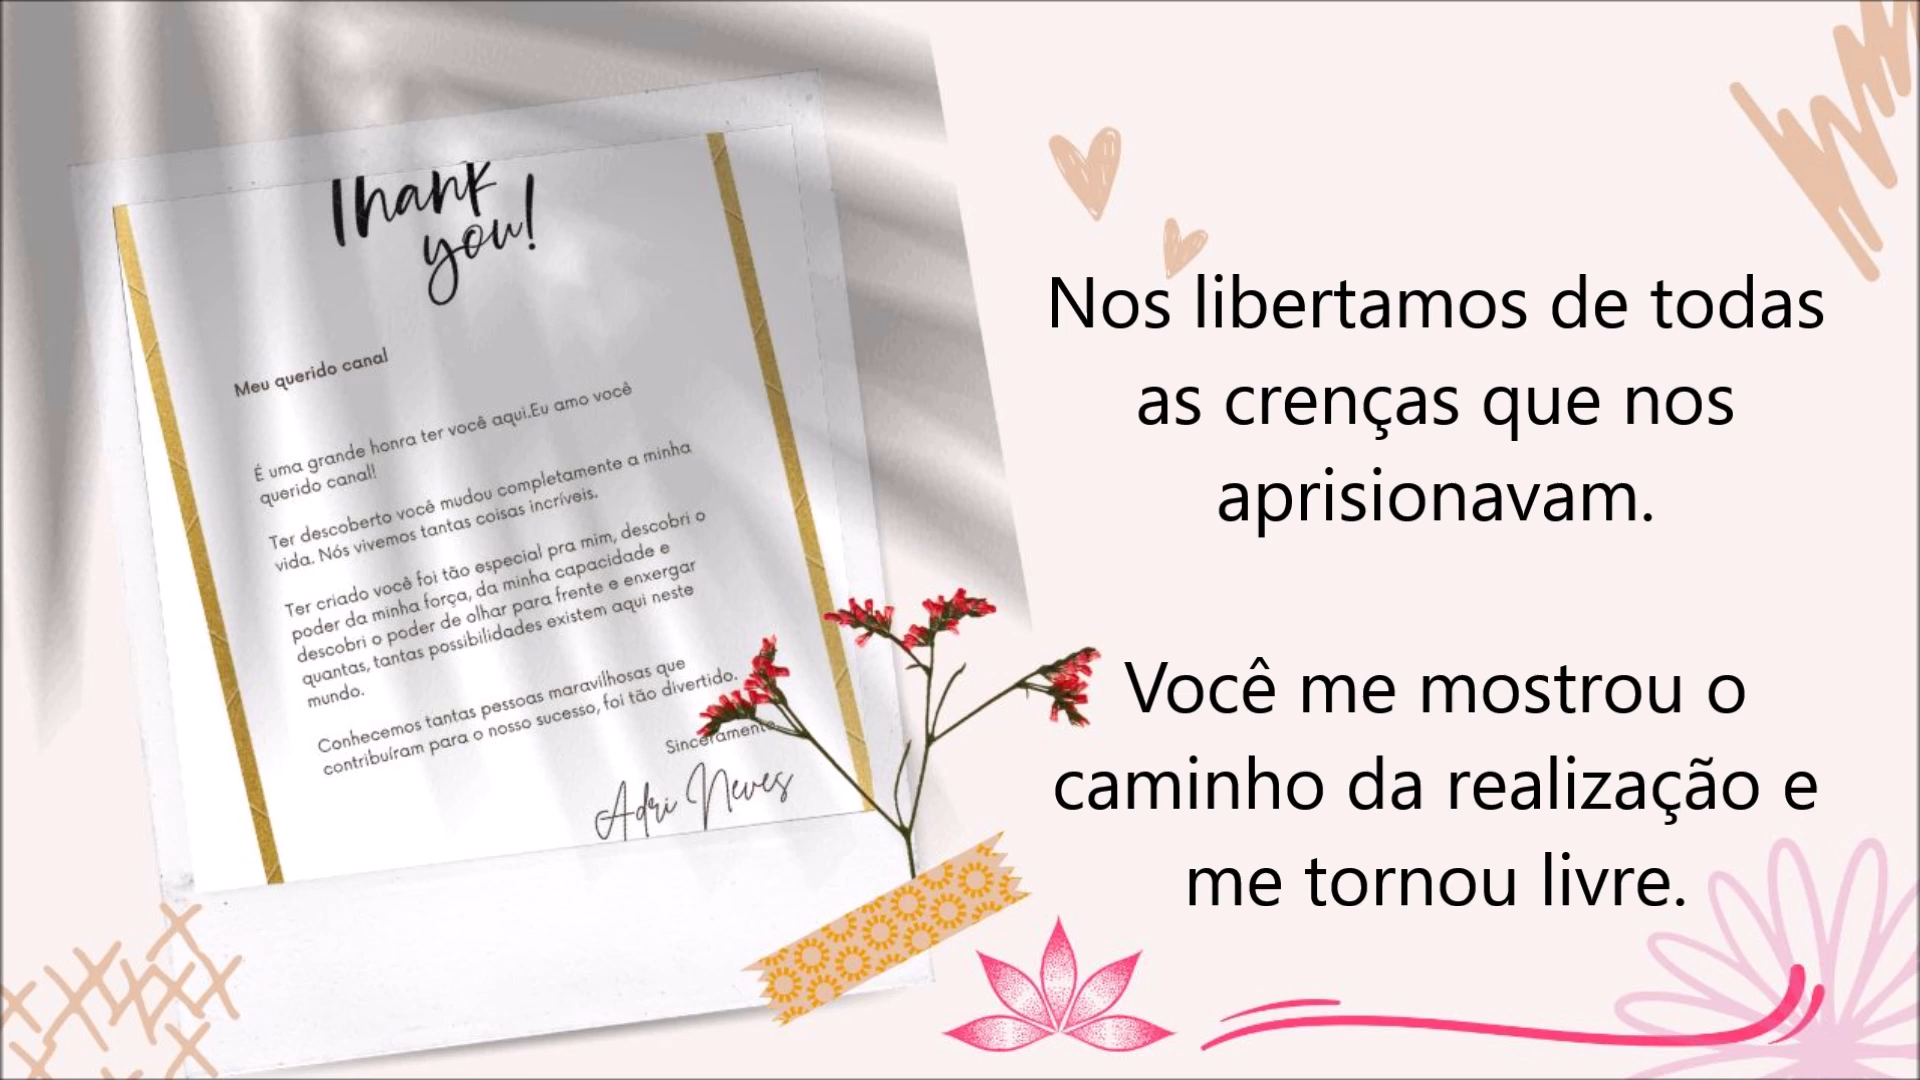 Thank
you!
Meu querido canal
É uma grande honra ter você aqui.Eu amo você
querido canal!
Ter descoberto você mudou completamente a minha
vida. Nós vivemos tantas coisas incríveis.
Ter criado você foi tão especial pra mim, descobri o
poder da minha força, da minha capacidade e
descobri o poder de olhar para frente e enxergar
quantas, tantas possibilidades existem aqui neste
mundo.
Conhecemos tantas pessoas maravilhosas que
contribuíram para o nosso sucesso, foi tão divertido.
Sinceramente
Adri Neves
Nos libertamos de todas
as crenças que nos
aprisionavam.
Você me mostrou o
caminho da realização e
me tornou livre.